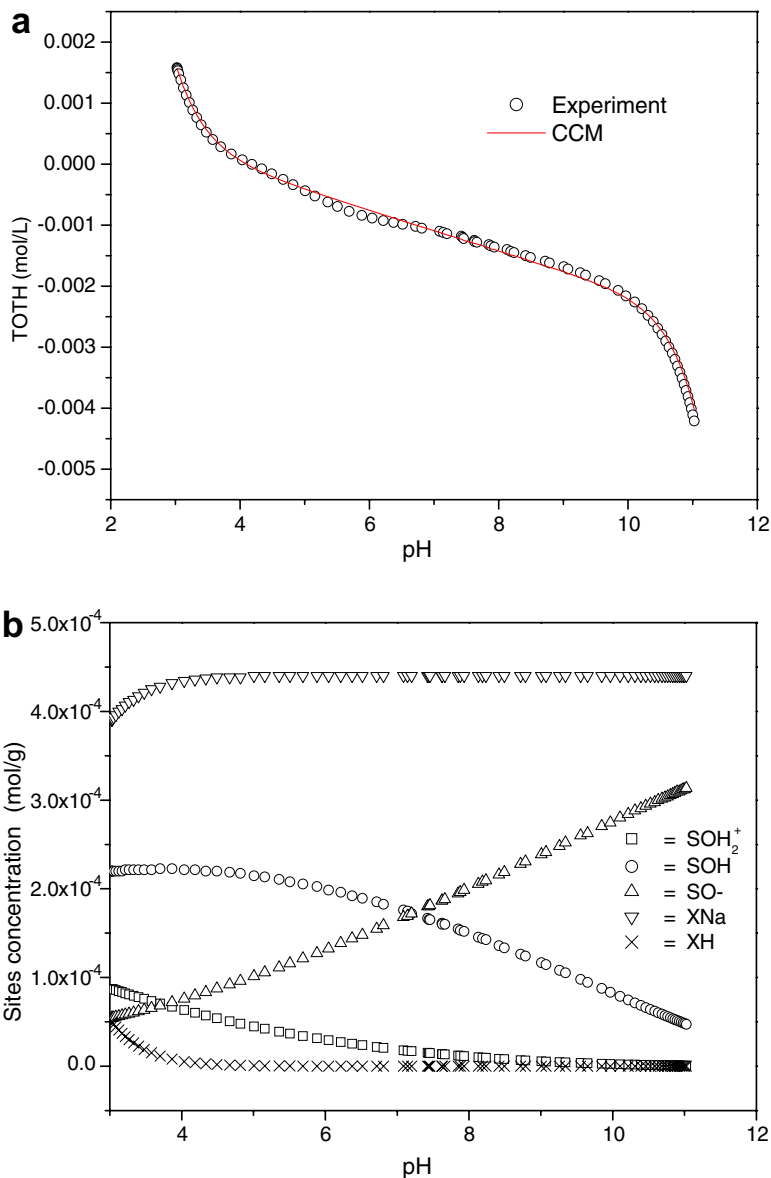 a
0.002
0.001
0.000
-0.001
-0.002
-0.003
-0.004
-0.005
TOTH (mol/L)
Experiment
CCM
2
4
6
8
10
12
pH
b
5.0x10⁻⁴
4.0x10⁻⁴
3.0x10⁻⁴
2.0x10⁻⁴
1.0x10⁻⁴
0.0
Sites concentration (mol/g)
= SOH₂⁺
= SOH
= SO-
= XNa
= XH
4
6
8
10
12
pH